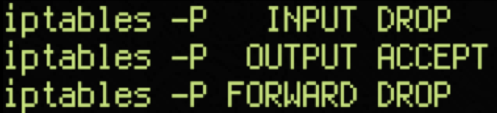 iptables -P   INPUT DROP
iptables -P  OUTPUT ACCEPT
iptables -P FORWARD DROP